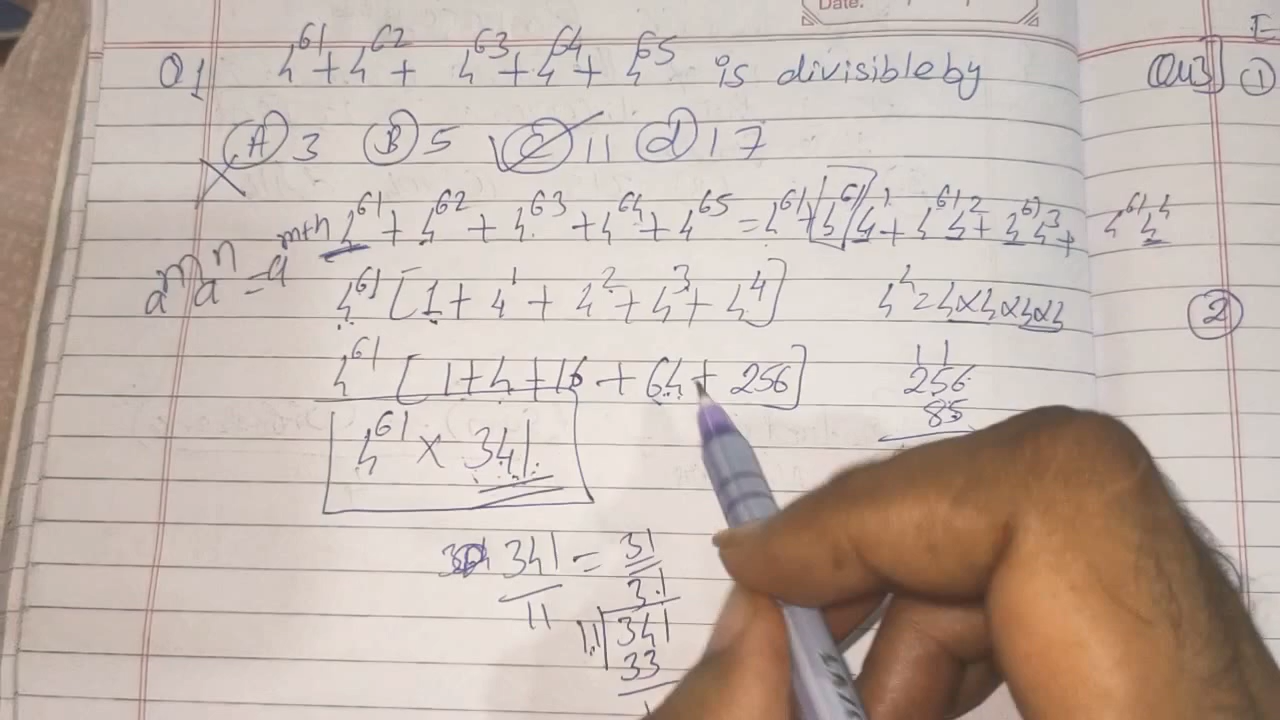 Date:
E
Q1 4^61 + 4^62 + 4^63 + 4^64 + 4^65 is divisible by
Ⓐ 3 Ⓑ 5 Ⓒ 11 ⓓ 17
4^61 + 4^62 + 4^63 + 4^64 + 4^65 = 4^61 + 4^61 4^1 + 4^61 4^2 + 4^61 4^3 + 4^61 4^4
a^m a^n = a^m+n
4^61 [1 + 4^1 + 4^2 + 4^3 + 4^4]
4^4 = 4×4×4×4
4^61 [1+4+16 + 64 + 256]
1 1
256
85
4^61 × 341
341/11 = 31
31
11 341
33
①
②